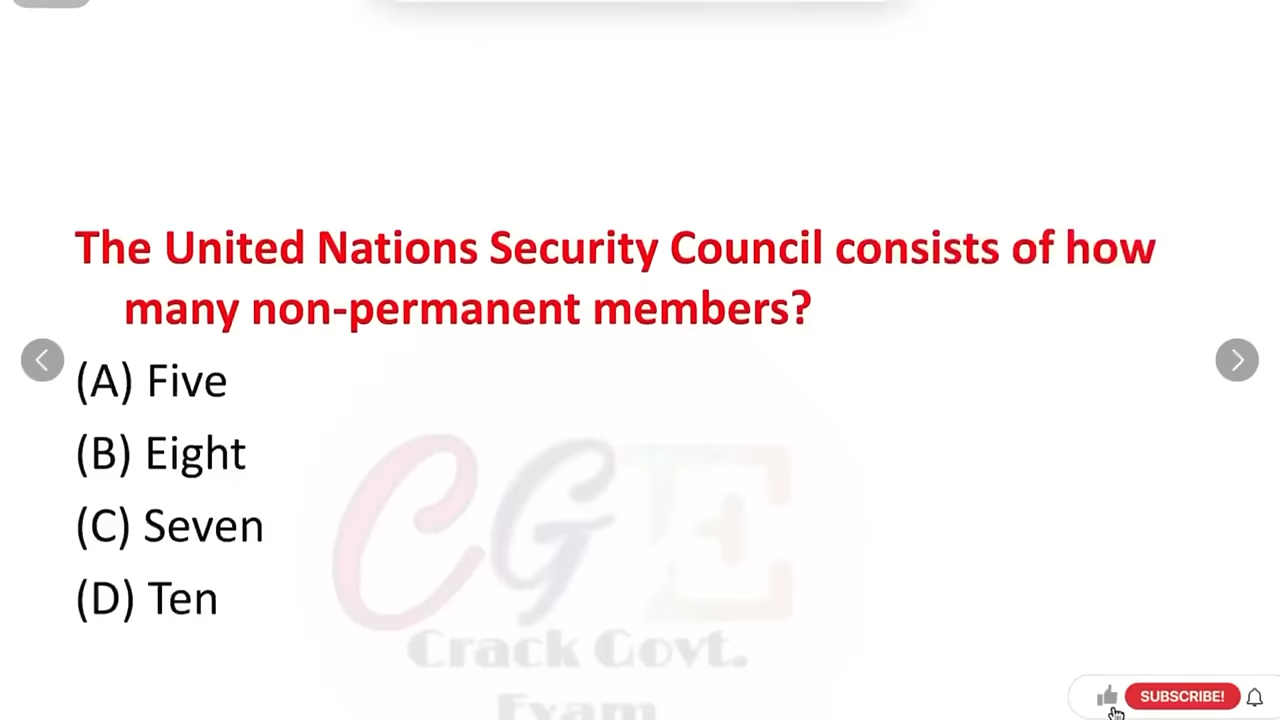 The United Nations Security Council consists of how
many non-permanent members?
(A) Five
(B) Eight
(C) Seven
(D) Ten
CGE
Crack Govt.
Exam
SUBSCRIBE!